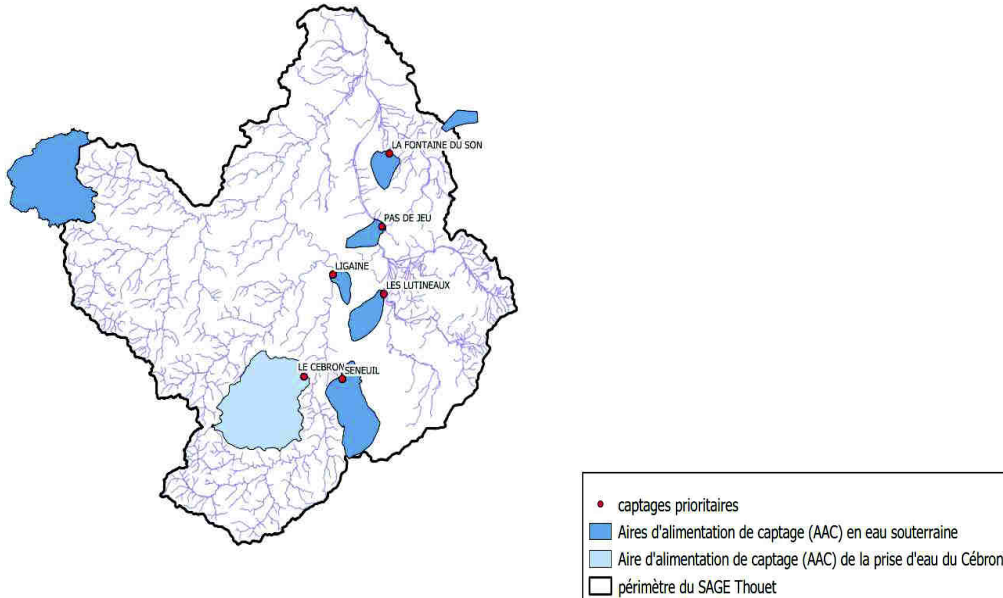 LA FONTAINE DU SON
PAS DE JEU
LIGAINE
LES LUTINEAUX
LE CEBRON
SENEUIL
captages prioritaires
Aires d'alimentation de captage (AAC) en eau souterraine
Aire d'alimentation de captage (AAC) de la prise d'eau du Cébron
périmètre du SAGE Thouet